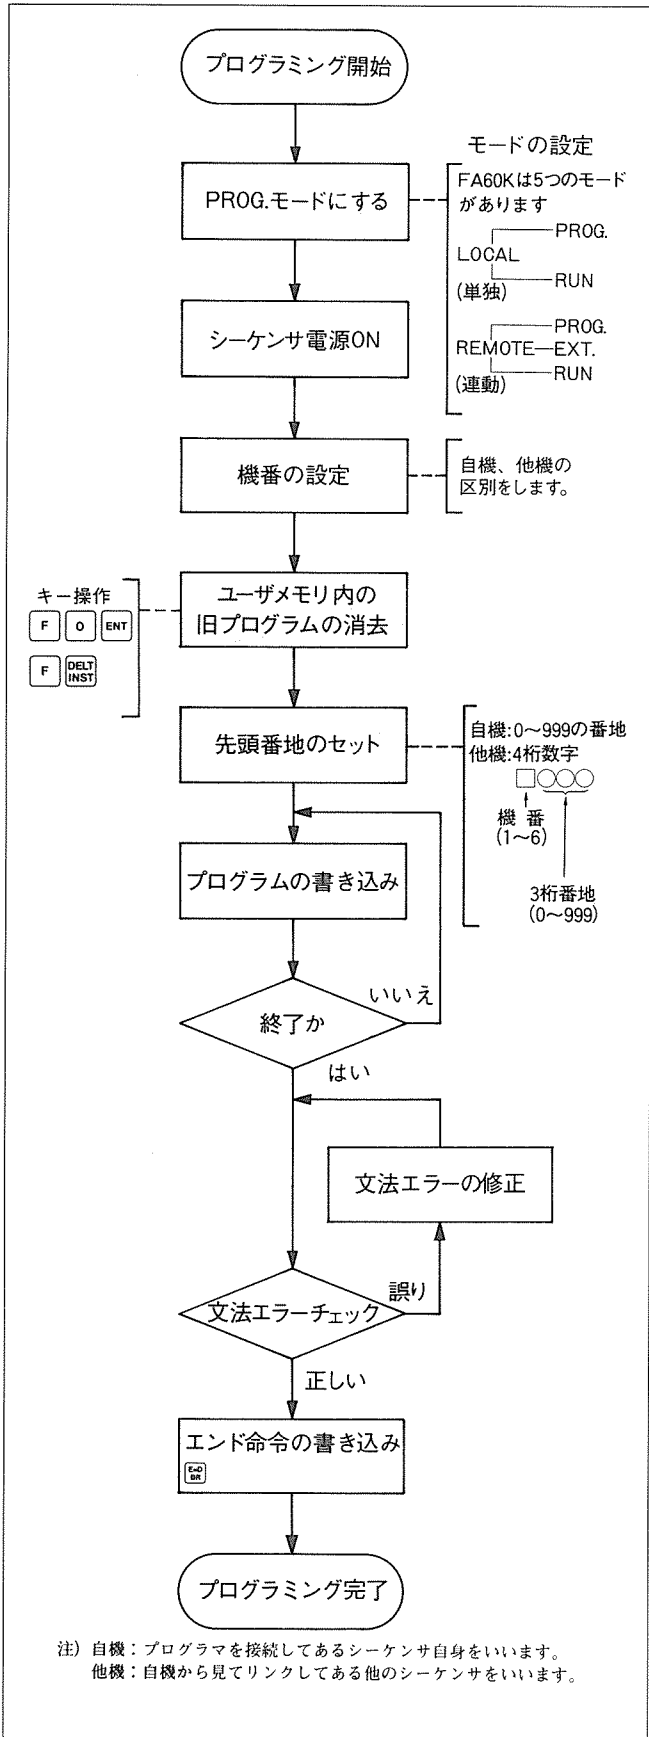 プログラミング開始
モードの設定
PROG.モードにする
FA60Kは5つのモード
があります
PROG.
LOCAL
RUN
(単独)
PROG.
REMOTE EXT.
RUN
(連動)
シーケンサ電源ON
機番の設定
自機、他機の
区別をします。
キー操作
F O ENT
F DELT INST
ユーザメモリ内の
旧プログラムの消去
先頭番地のセット
自機:0〜999の番地
他機:4桁数字
□○○○
機番
(1〜6)
3桁番地
(0〜999)
プログラムの書き込み
終了か
いいえ
はい
文法エラーの修正
文法エラーチェック
誤り
正しい
エンド命令の書き込み
END BR
プログラミング完了
注) 自機：プログラマを接続してあるシーケンサ自身をいいます。
他機：自機から見てリンクしてある他のシーケンサをいいます。